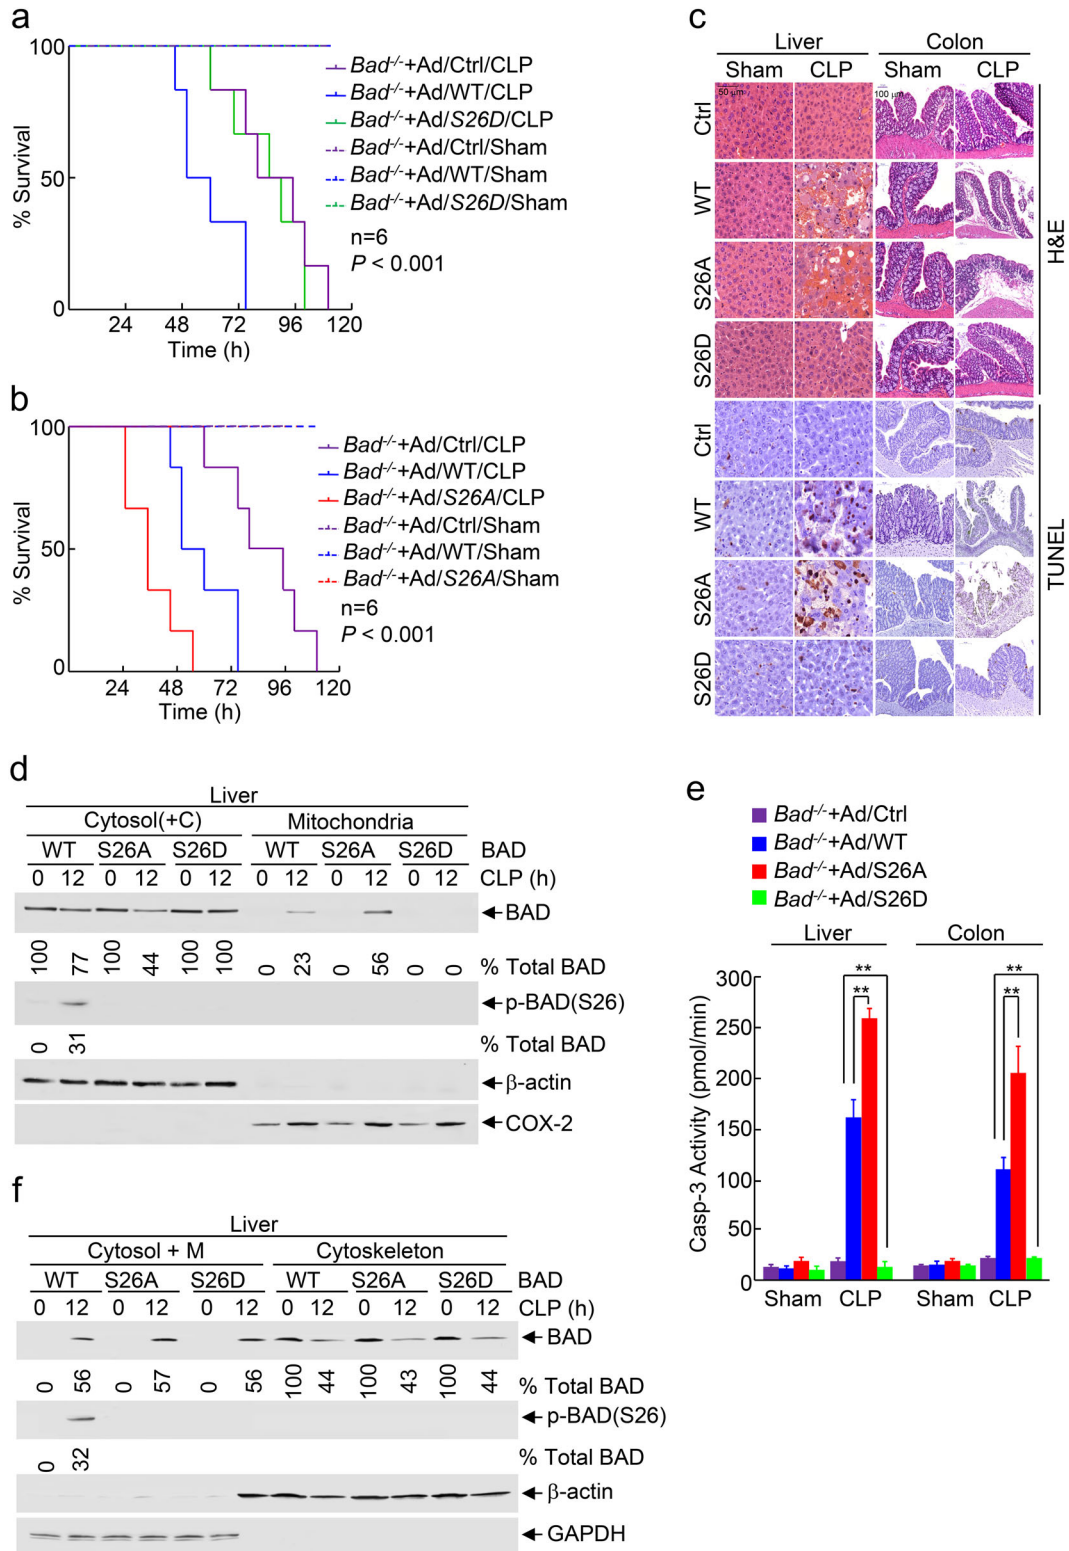 a
100
50
0
% Survival
24 48 72 96 120
Time (h)
Bad-/-+Ad/Ctrl/CLP
Bad-/-+Ad/WT/CLP
Bad-/-+Ad/S26D/CLP
Bad-/-+Ad/Ctrl/Sham
Bad-/-+Ad/WT/Sham
Bad-/-+Ad/S26D/Sham
n=6
P < 0.001
b
100
50
0
% Survival
24 48 72 96 120
Time (h)
Bad-/-+Ad/Ctrl/CLP
Bad-/-+Ad/WT/CLP
Bad-/-+Ad/S26A/CLP
Bad-/-+Ad/Ctrl/Sham
Bad-/-+Ad/WT/Sham
Bad-/-+Ad/S26A/Sham
n=6
P < 0.001
c
Liver Colon
Sham CLP Sham CLP
50 μm 100 μm
Ctrl
WT
S26A
S26D
H&E
Ctrl
WT
S26A
S26D
TUNEL
d
Liver
Cytosol(+C) Mitochondria
WT S26A S26D WT S26A S26D BAD
0 12 0 12 0 12 0 12 0 12 0 12 CLP (h)
BAD
100 77 100 44 100 100 0 23 0 56 0 0 % Total BAD
p-BAD(S26)
0 31 % Total BAD
β-actin
COX-2
e
Bad-/-+Ad/Ctrl
Bad-/-+Ad/WT
Bad-/-+Ad/S26A
Bad-/-+Ad/S26D
Liver Colon
** **
** **
300
250
200
150
100
50
0
Casp-3 Activity (pmol/min)
Sham CLP Sham CLP
f
Liver
Cytosol + M Cytoskeleton
WT S26A S26D WT S26A S26D BAD
0 12 0 12 0 12 0 12 0 12 0 12 CLP (h)
BAD
0 56 0 57 0 56 100 44 100 43 100 44 % Total BAD
p-BAD(S26)
0 32 % Total BAD
β-actin
GAPDH